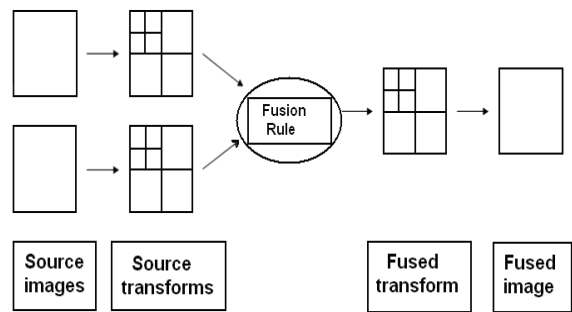 Fusion
Rule
Source
images
Source
transforms
Fused
transform
Fused
image